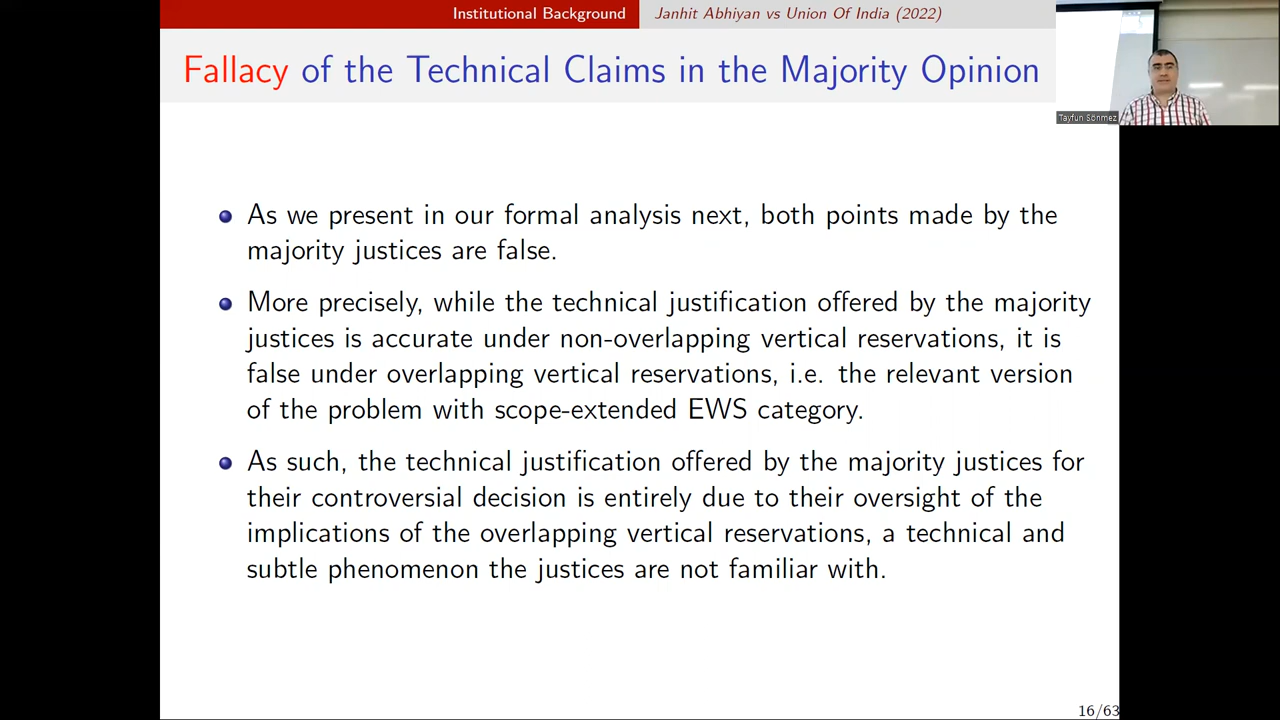 Institutional Background
Janhit Abhiyan vs Union Of India (2022)
Fallacy of the Technical Claims in the Majority Opinion
Tayfun Sönmez
As we present in our formal analysis next, both points made by the
majority justices are false.
More precisely, while the technical justification offered by the majority
justices is accurate under non-overlapping vertical reservations, it is
false under overlapping vertical reservations, i.e. the relevant version
of the problem with scope-extended EWS category.
As such, the technical justification offered by the majority justices for
their controversial decision is entirely due to their oversight of the
implications of the overlapping vertical reservations, a technical and
subtle phenomenon the justices are not familiar with.
16/63